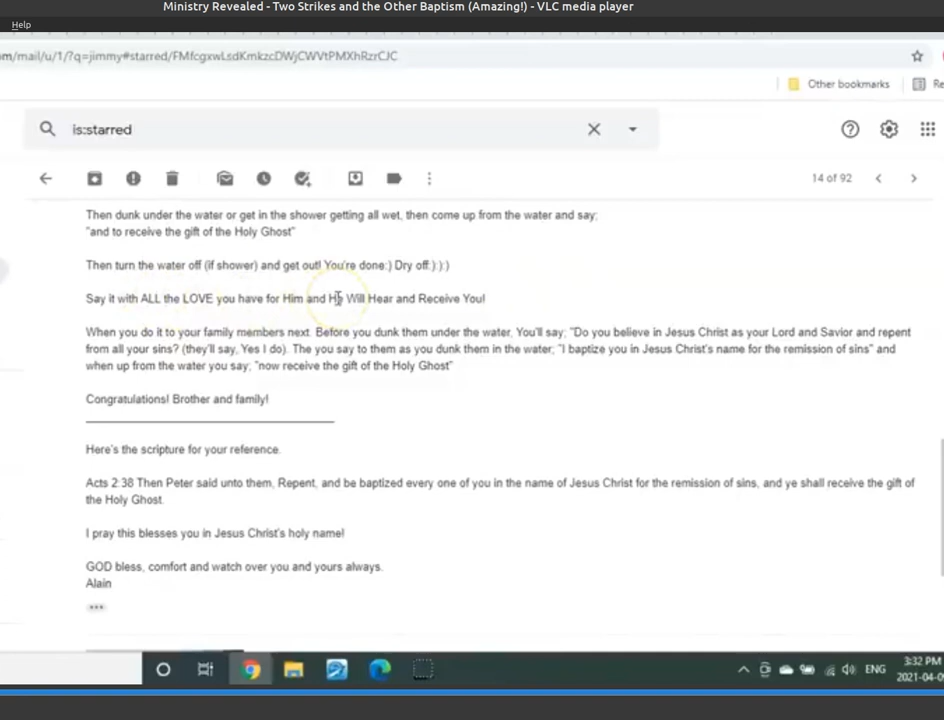 Ministry Revealed - Two Strikes and the Other Baptism (Amazing!) - VLC media player
Help
om/mail/u/1/?q=jimmy#starred/FMfcgxwLsdKmkzcDWjCWVtPMXhRzrCJC
Other bookmarks
Re
is:starred
14 of 92
Then dunk under the water or get in the shower getting all wet, then come up from the water and say;
"and to receive the gift of the Holy Ghost"
Then turn the water off (if shower) and get out! You're done:) Dry off:):):)
Say it with ALL the LOVE you have for Him and He Will Hear and Receive You!
When you do it to your family members next. Before you dunk them under the water, You'll say; "Do you believe in Jesus Christ as your Lord and Savior and repent
from all your sins? (they'll say, Yes I do). The you say to them as you dunk them in the water; "I baptize you in Jesus Christ's name for the remission of sins" and
when up from the water you say; "now receive the gift of the Holy Ghost"
Congratulations! Brother and family!
Here's the scripture for your reference.
Acts 2:38 Then Peter said unto them, Repent, and be baptized every one of you in the name of Jesus Christ for the remission of sins, and ye shall receive the gift of
the Holy Ghost.
I pray this blesses you in Jesus Christ's holy name!
GOD bless, comfort and watch over you and yours always.
Alain
ENG
3:32 PM
2021-04-0